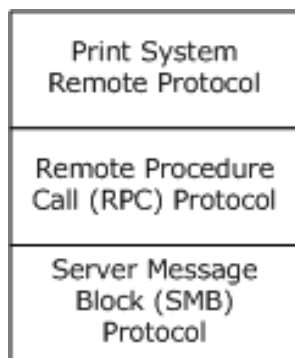 Print System
Remote Protocol
Remote Procedure
Call (RPC) Protocol
Server Message
Block (SMB)
Protocol